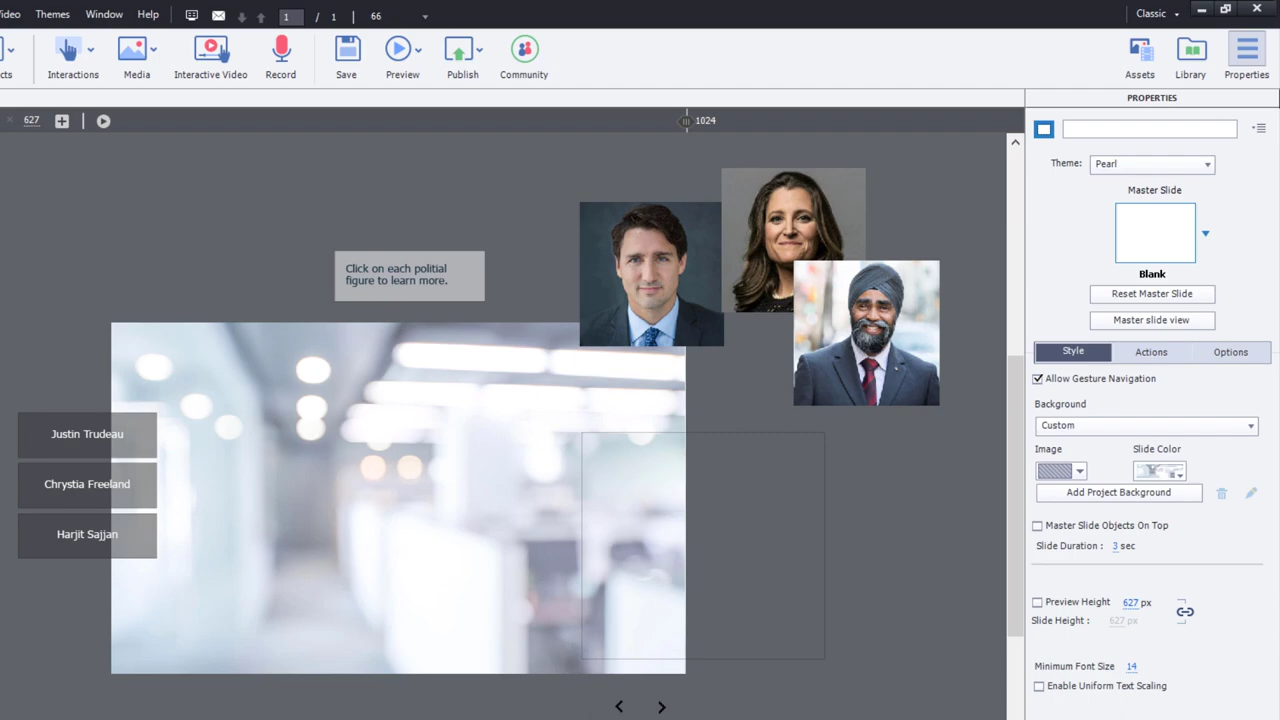 ideo Themes Window Help 1 / 1 66 Classic
cts Interactions Media Interactive Video Record Save Preview Publish Community Assets Library Properties
PROPERTIES
627 1024
Theme: Pearl
Master Slide
Blank
Reset Master Slide
Master slide view
Style Actions Options
Allow Gesture Navigation
Background
Custom
Image Slide Color
Add Project Background
Master Slide Objects On Top
Slide Duration : 3 sec
Preview Height 627 px
Slide Height : 627 px
Minimum Font Size 14
Enable Uniform Text Scaling
Click on each politial
figure to learn more.
Justin Trudeau
Chrystia Freeland
Harjit Sajjan